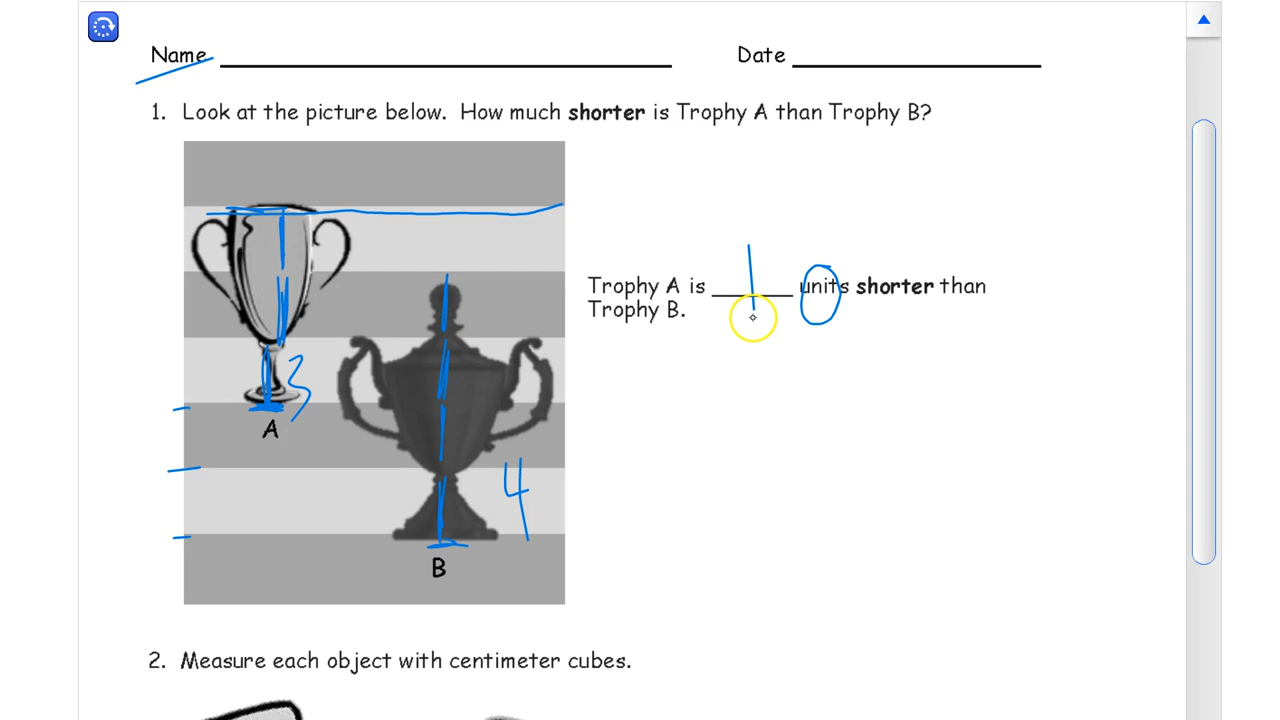 Name Date
1. Look at the picture below. How much shorter is Trophy A than Trophy B?
Trophy A is 1 units shorter than
Trophy B.
3
A
4
B
2. Measure each object with centimeter cubes.